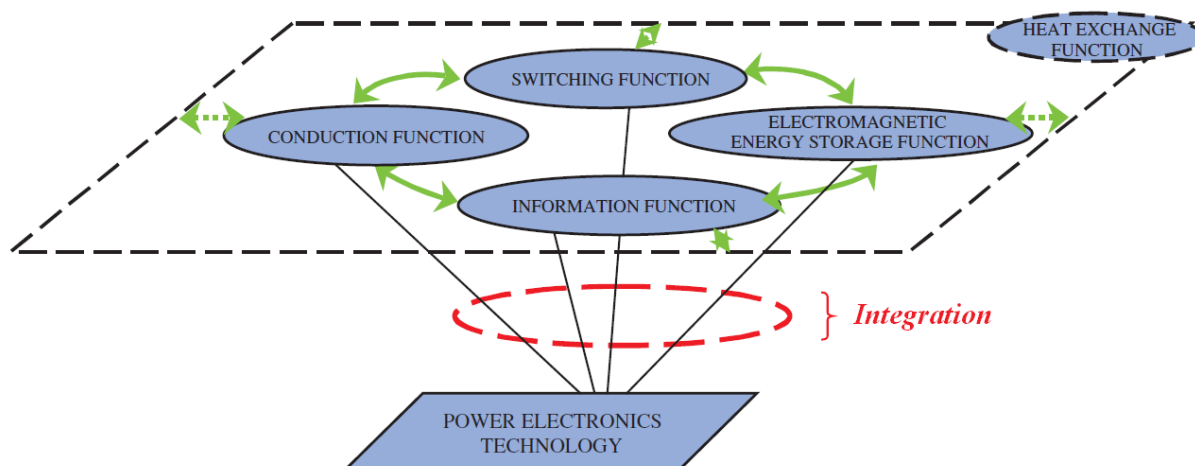 HEAT EXCHANGE
FUNCTION
SWITCHING FUNCTION
CONDUCTION FUNCTION
ELECTROMAGNETIC
ENERGY STORAGE FUNCTION
INFORMATION FUNCTION
Integration
POWER ELECTRONICS
TECHNOLOGY